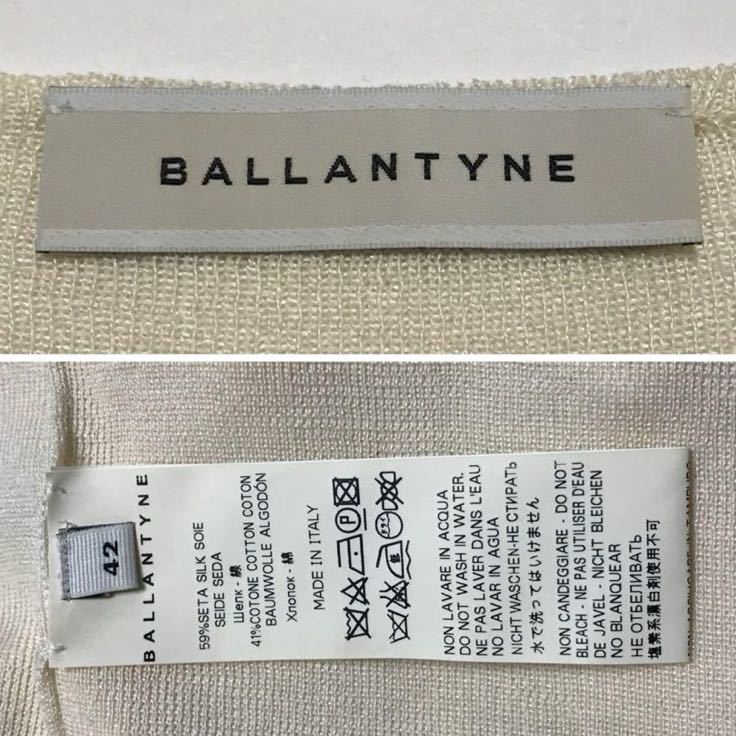 BALLANTYNE
BALLANTYNE
42
59%SETA SILK SOIE
SEIDE SEDA
Шелк - 線
41%COTONE COTTON COTON
BAUMWOLLE ALGODÓN
Хлопок - 綿
MADE IN ITALY
NON LAVARE IN ACQUA
DO NOT WASH IN WATER.
NE PAS LAVER DANS L'EAU
NO LAVAR IN AGUA
NICHT WASCHEN-НЕ СТИРАТЬ
水で洗ってはいけません
NON CANDEGGIARE - DO NOT
BLEACH - NE PAS UTILISER D'EAU
DE JAVEL - NICHT BLEICHEN
NO BLANQUEAR
НЕ ОТБЕЛИВАТЬ
塩素系漂白剤使用不可